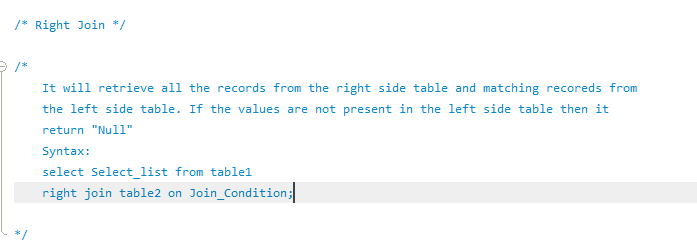 /* Right Join */
/*
It will retrieve all the records from the right side table and matching recoreds from
the left side table. If the values are not present in the left side table then it
return "Null"
Syntax:
select Select_list from table1
right join table2 on Join_Condition;
*/